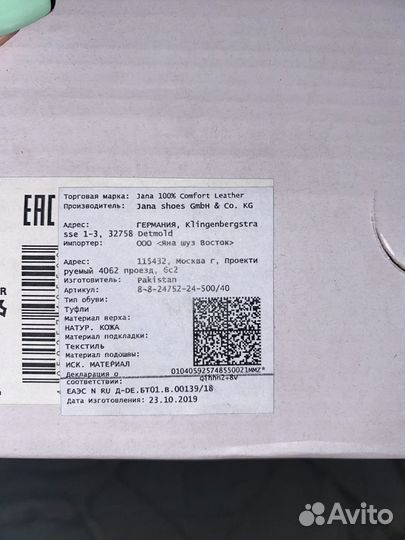 EAC
R
Торговая марка: Jana 100% Comfort Leather
Производитель: Jana shoes GmbH & Co. KG
Адрес: ГЕРМАНИЯ, Klingenbergstra
sse 1-3, 32758 Detmold
Импортер: ООО <Яна шуз Восток>
Адрес: 115432, Москва г, Проекти
руемый 4062 проезд, 6с2
Изготовитель: Pakistan
Артикул: 8-8-24752-24-500/40
Тип обуви:
Туфли
Материал верха:
НАТУР. КОЖА
Материал подкладки:
Текстиль
Материал подошвы:
ИСК. МАТЕРИАЛ
Декларация о
соответствии:
010405925748550021MMZ*
ЕАЭС N RU Д-DE.БТ01.В.00139/18
Дата Изготовления: 23.10.2019
Avito